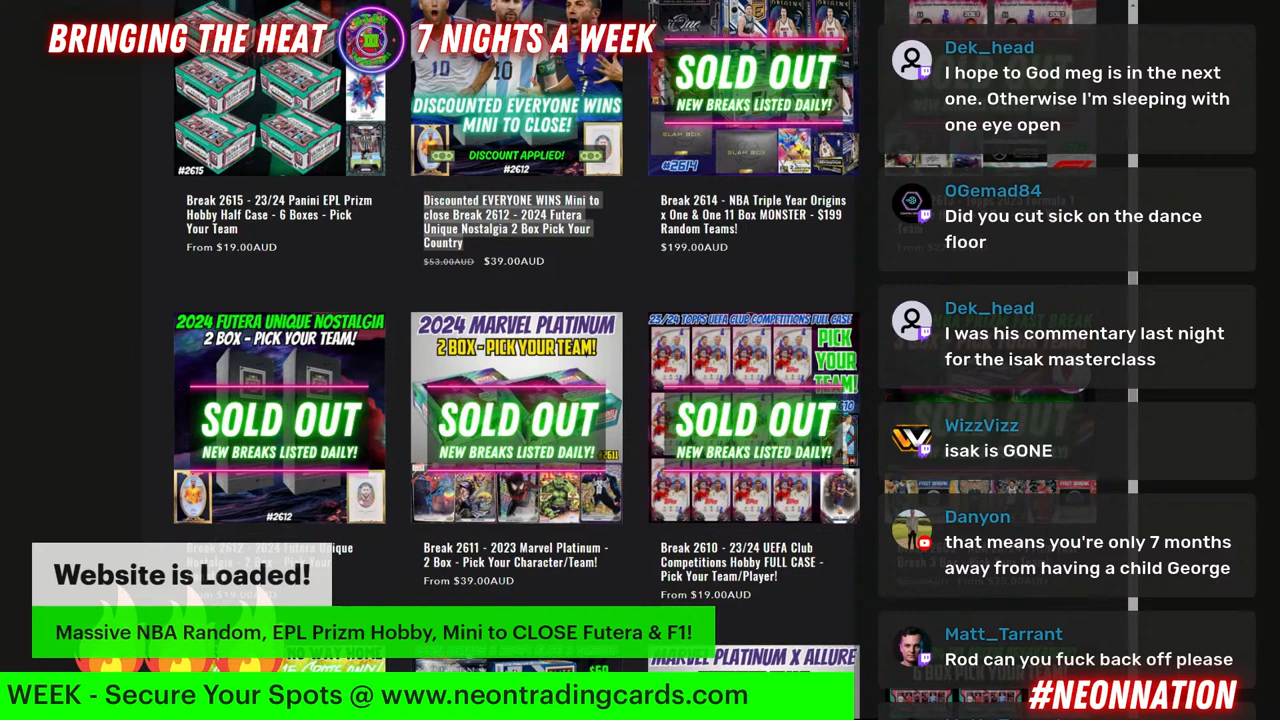 BRINGING THE HEAT
7 NIGHTS A WEEK
#2615
Break 2615 - 23/24 Panini EPL Prizm
Hobby Half Case - 6 Boxes - Pick
Your Team
From $19.00AUD
10
10
DISCOUNTED EVERYONE WINS
MINI TO CLOSE!
DISCOUNT APPLIED!
#2612
Discounted EVERYONE WINS Mini to
close Break 2612 - 2024 Futera
Unique Nostalgia 2 Box Pick Your
Country
$53.00AUD $39.00AUD
SOLD OUT
NEW BREAKS LISTED DAILY!
#2614
Break 2614 - NBA Triple Year Origins
x One & One 11 Box MONSTER - $199
Random Teams!
$199.00AUD
2024 FUTERA UNIQUE NOSTALGIA
2 BOX - PICK YOUR TEAM!
SOLD OUT
NEW BREAKS LISTED DAILY!
#2612
Break 2612 - 2024 Futera Unique
2024 MARVEL PLATINUM
2 BOX - PICK YOUR TEAM!
SOLD OUT
NEW BREAKS LISTED DAILY!
#2611
Break 2611 - 2023 Marvel Platinum -
2 Box - Pick Your Character/Team!
From $39.00AUD
23/24 TOPPS UEFA CLUB COMPETITIONS FULL CASE
PICK
YOUR
TEAM!
SOLD OUT
NEW BREAKS LISTED DAILY!
Break 2610 - 23/24 UEFA Club
Competitions Hobby FULL CASE -
Pick Your Team/Player!
From $19.00AUD
Website is Loaded!
Massive NBA Random, EPL Prizm Hobby, Mini to CLOSE Futera & F1!
NO WAY HOME
MARVEL PLATINUM X ALLURE
WEEK - Secure Your Spots @ www.neontradingcards.com
Dek_head
I hope to God meg is in the next
one. Otherwise I'm sleeping with
one eye open
OGemad84
Did you cut sick on the dance
floor
Dek_head
I was his commentary last night
for the isak masterclass
WizzVizz
isak is GONE
Danyon
that means you're only 7 months
away from having a child George
Matt_Tarrant
Rod can you fuck back off please
#NEONNATION